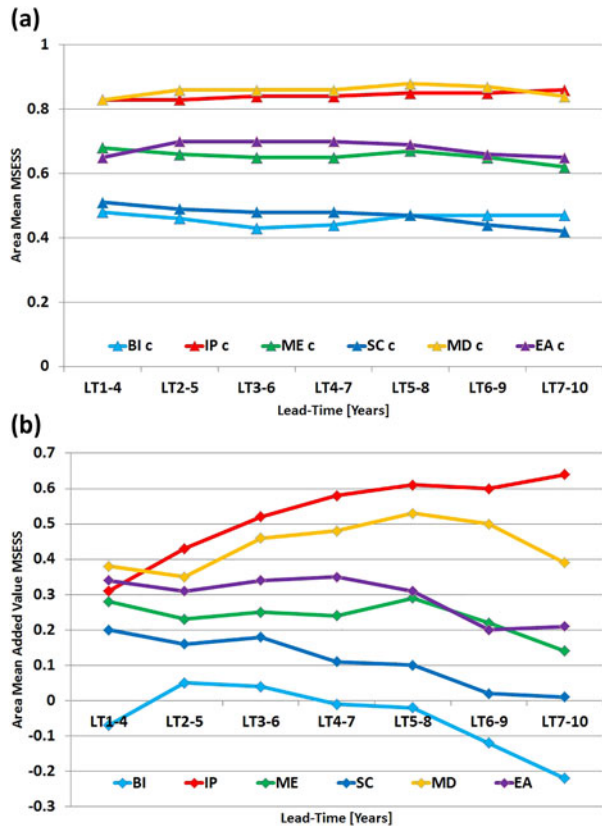 (a)
Area Mean MSESS
1
0.8
0.6
0.4
0.2
0
BI c IP c ME c SC c MD c EA c
LT1-4 LT2-5 LT3-6 LT4-7 LT5-8 LT6-9 LT7-10
Lead-Time [Years]
(b)
Area Mean Added Value MSESS
0.7
0.6
0.5
0.4
0.3
0.2
0.1
0
-0.1
-0.2
-0.3
LT1-4 LT2-5 LT3-6 LT4-7 LT5-8 LT6-9 LT7-10
BI IP ME SC MD EA
Lead-Time [Years]